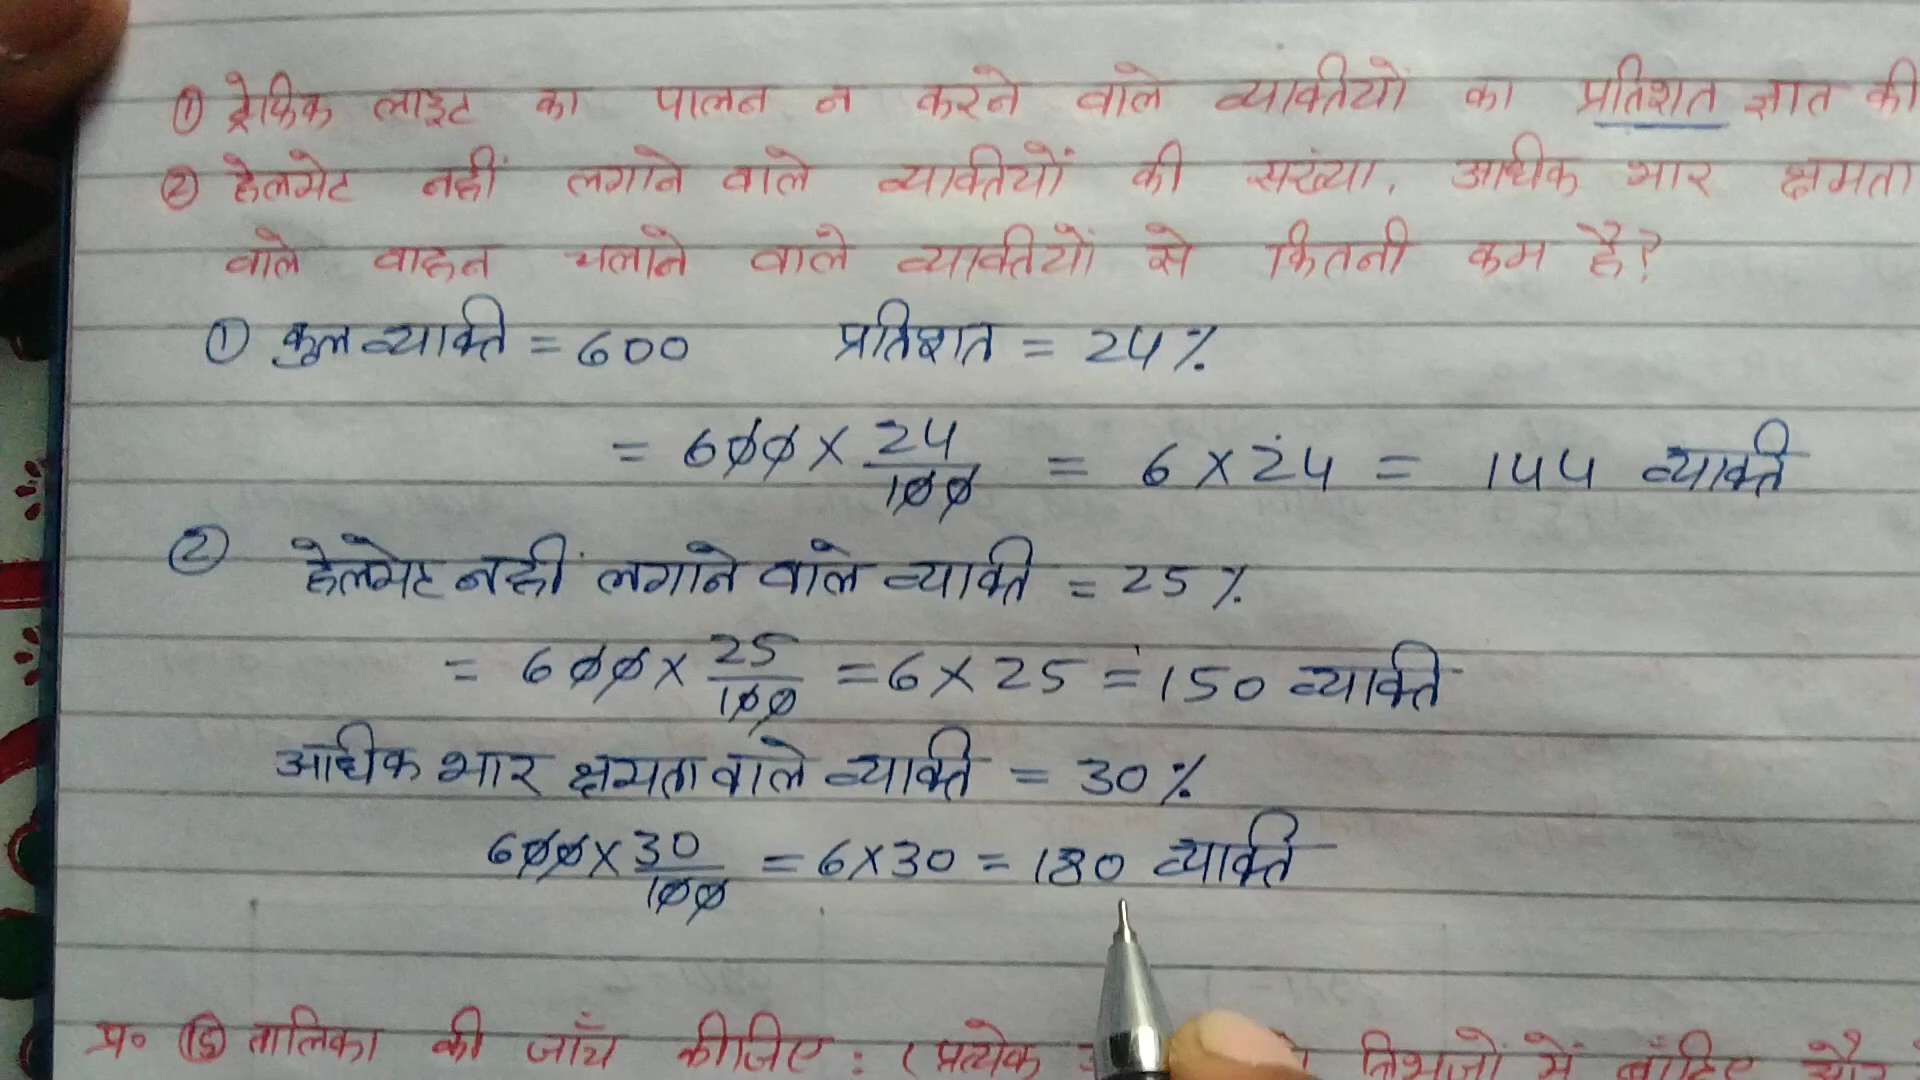 ① ट्रेफिक लाइट का पालन न करने वाले व्यक्तियों का प्रतिशत ज्ञात की
② हेलमेट नहीं लगाने वाले व्यक्तियों की सख्ंया, अधिक भार क्षमता
वाले वाहन चलाने वाले व्यक्तियों से कितनी कम है?
① कुल व्यक्ति = 600 प्रतिशत = 24%
= 600 × 24/100 = 6 × 24 = 144 व्यक्ति
② हेलमेट नहीं लगाने वाले व्यक्ति = 25%
= 600 × 25/100 = 6 × 25 = 150 व्यक्ति
अधिक भार क्षमता वाले व्यक्ति = 30%
600 × 30/100 = 6 × 30 = 180 व्यक्ति
प्र० तालिका की जाँच कीजिए : (प्रत्येक त्रिभुजों में बाँटिए और